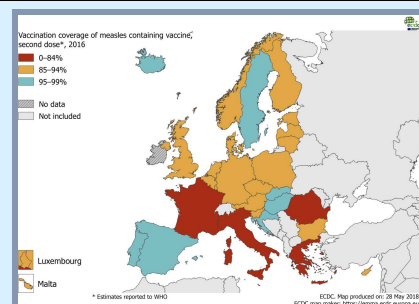 Vaccination coverage of measles containing vaccine,
second dose*, 2016
0–84%
85–94%
95–99%
No data
Not included
Luxembourg
Malta
* Estimates reported to WHO
ECDC. Map produced on: 28 May 2018